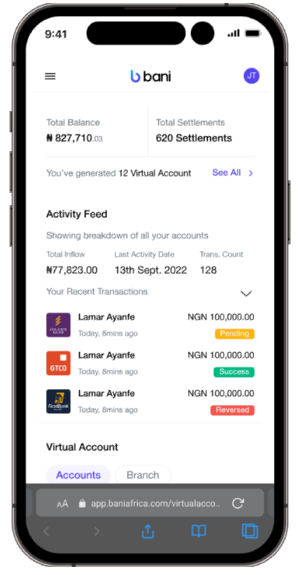 9:41
bani
JT
Total Balance
Total Settlements
₦ 827,710.03
620 Settlements
You've generated 12 Virtual Account
See All
Activity Feed
Showing breakdown of all your accounts
Total Inflow
Last Activity Date
Trans. Count
₦77,823.00
13th Sept. 2022
128
Your Recent Transactions
Lamar Ayanfe
NGN 100,000.00
Today, 8mins ago
Pending
GTCO
Lamar Ayanfe
NGN 100,000.00
Today, 8mins ago
Success
Lamar Ayanfe
NGN 100,000.00
Today, 8mins ago
Reversed
Virtual Account
Accounts
Branch
AA
app.baniafrica.com/virtualacco..